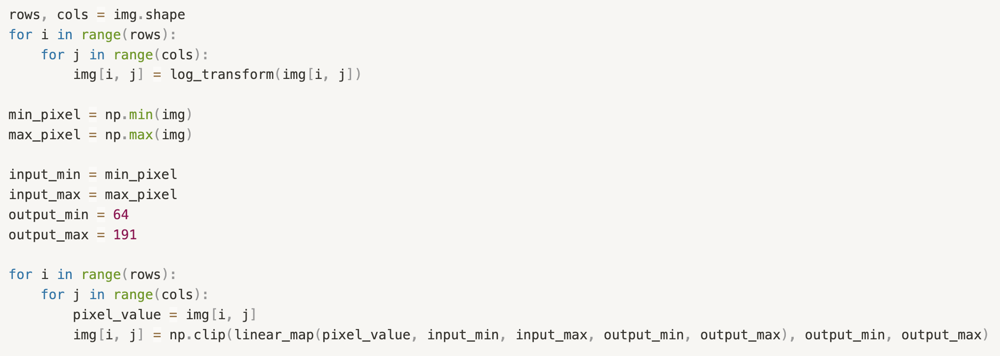 rows, cols = img.shape
for i in range(rows):
    for j in range(cols):
        img[i, j] = log_transform(img[i, j])

min_pixel = np.min(img)
max_pixel = np.max(img)

input_min = min_pixel
input_max = max_pixel
output_min = 64
output_max = 191

for i in range(rows):
    for j in range(cols):
        pixel_value = img[i, j]
        img[i, j] = np.clip(linear_map(pixel_value, input_min, input_max, output_min, output_max), output_min, output_max)